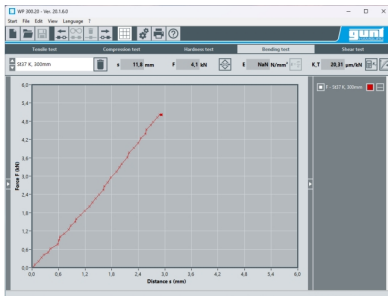 WP 300.20 - Ver. 20.1.6.0
Start File Edit View Language ?
gunt
Tensile test Compression test Hardness test Bending test Shear test
St37 K, 300mm x 11,8 mm F 4,1 kN E NaN N/mm² K_T 20,31 µm/kN
F - St37 K, 300mm
6,0
5,4
4,8
4,2
3,6
3,0
2,4
1,8
1,2
0,6
0,0
Force F (kN)
0,0 0,6 1,2 1,8 2,4 3,0 3,6 4,2 4,8 5,4 6,0
Distance x (mm)